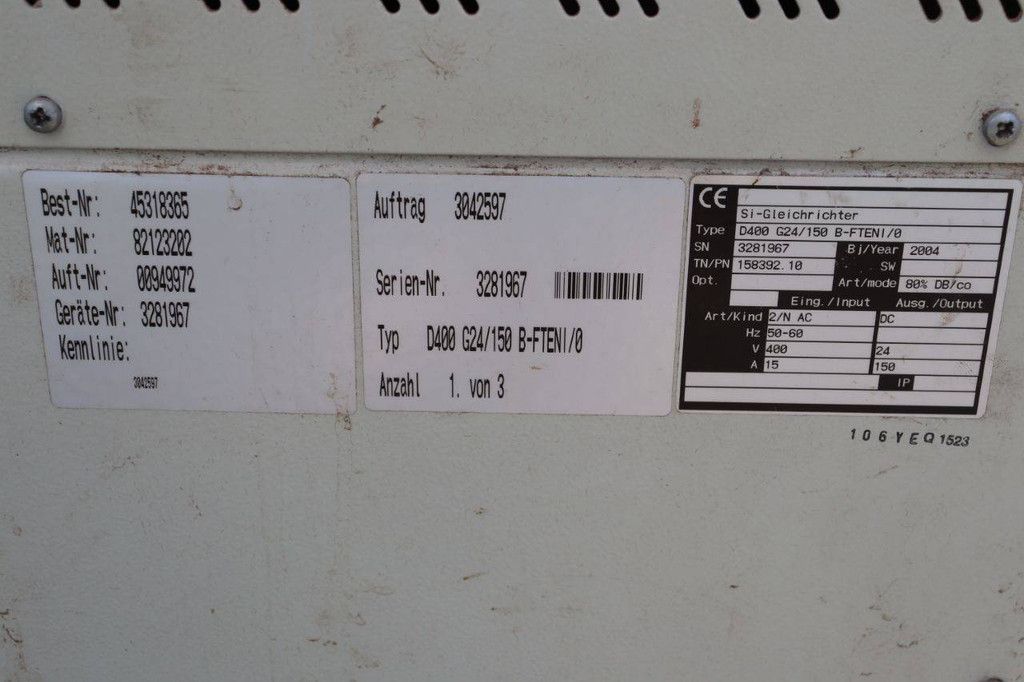 Best-Nr: 45318365
Mat-Nr: 82123202
Auft-Nr: 00949972
Geräte-Nr: 3281967
Kennlinie:
3042597
Auftrag 3042597
Serien-Nr. 3281967
Typ D400 G24/150 B-FTENI/0
Anzahl 1. von 3
CE
Si-Gleichrichter
Type D400 G24/150 B-FTENI/0
SN 3281967 Bj/Year 2004
TN/PN 158392.10 SW
Opt. Art/mode 80% DB/co
Eing./Input Ausg./Output
Art/Kind 2/N AC DC
Hz 50-60
V 400 24
A 15 150
IP
106YEQ1523